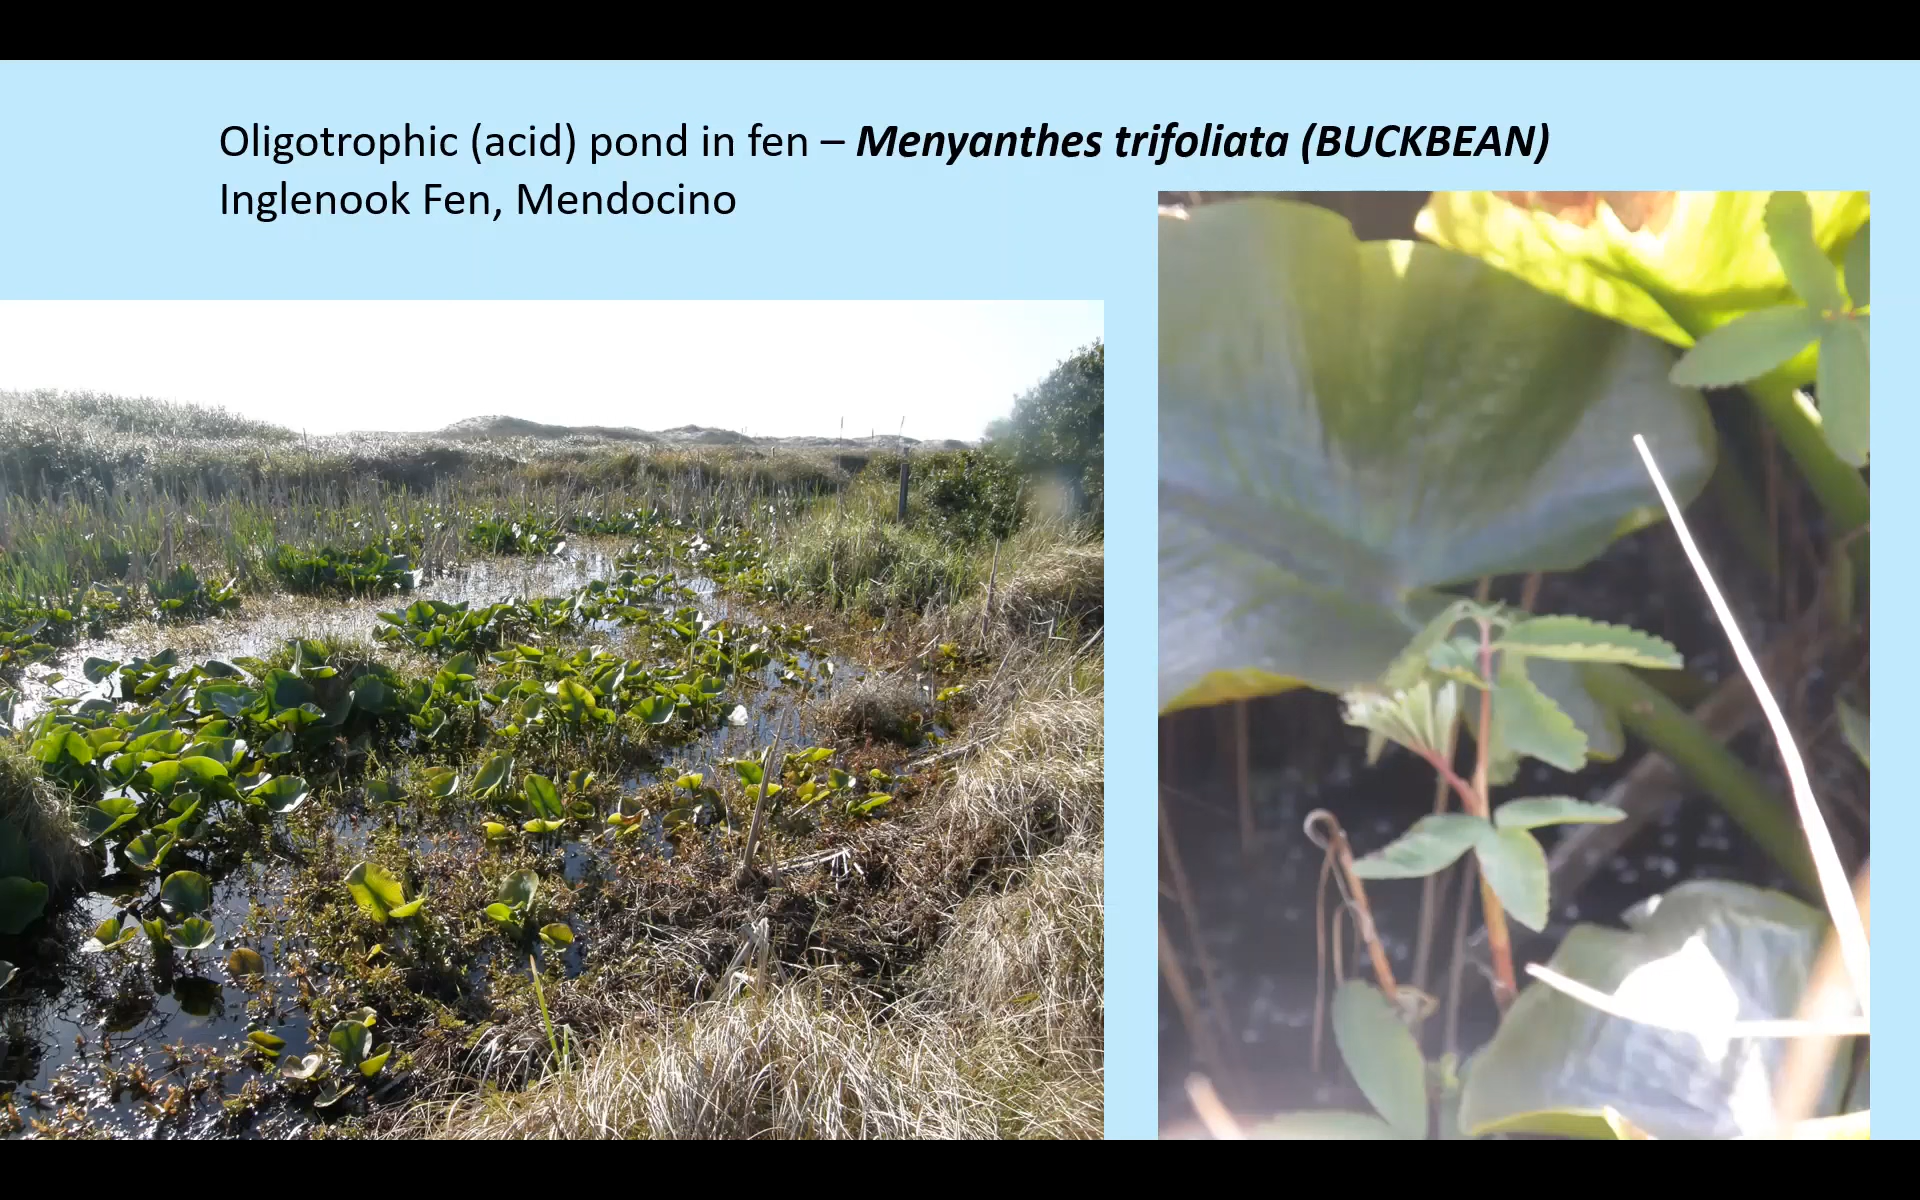 Oligotrophic (acid) pond in fen – Menyanthes trifoliata (BUCKBEAN)
Inglenook Fen, Mendocino